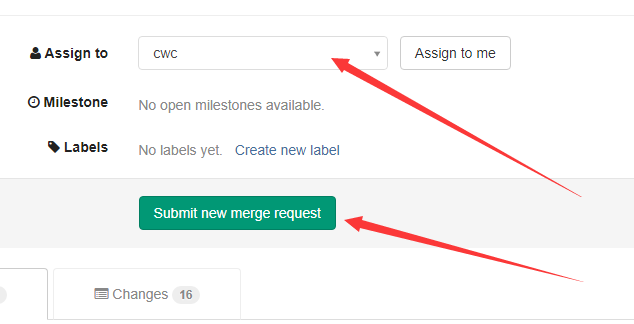 Assign to cwc Assign to me
Milestone No open milestones available.
Labels No labels yet. Create new label
Submit new merge request
Changes 16